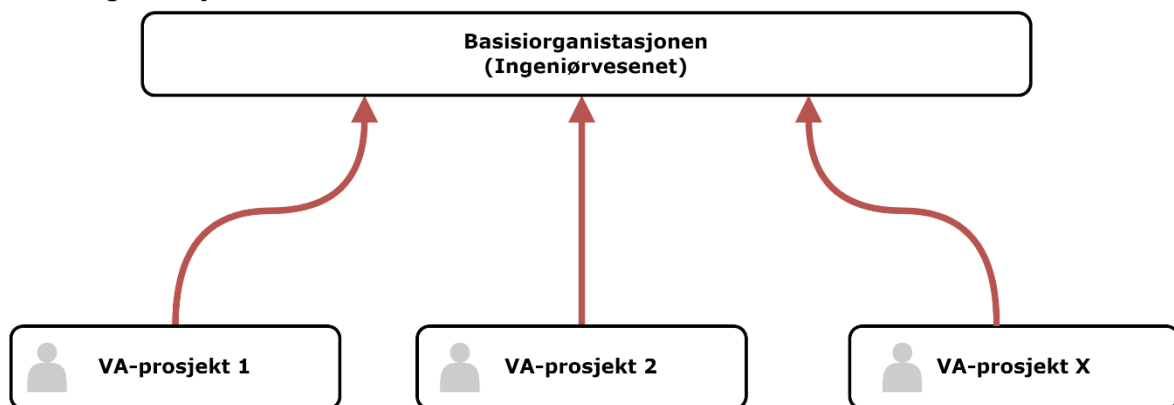 Basisiorganistasjonen
(Ingeniørvesenet)
VA-prosjekt 1
VA-prosjekt 2
VA-prosjekt X